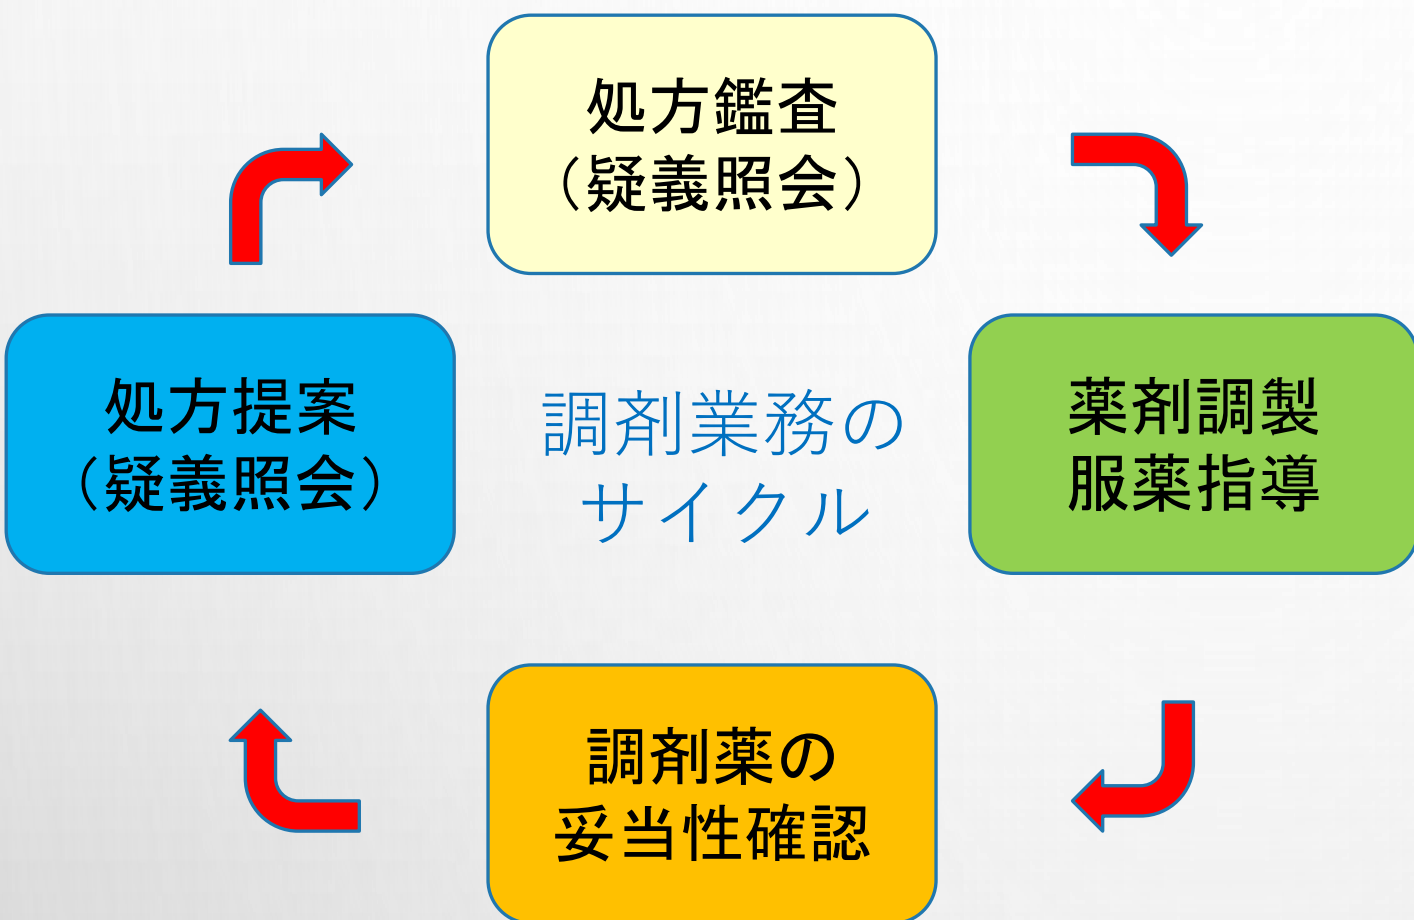 処方鑑査
（疑義照会）
処方提案
（疑義照会）
調剤業務の
サイクル
薬剤調製
服薬指導
調剤薬の
妥当性確認